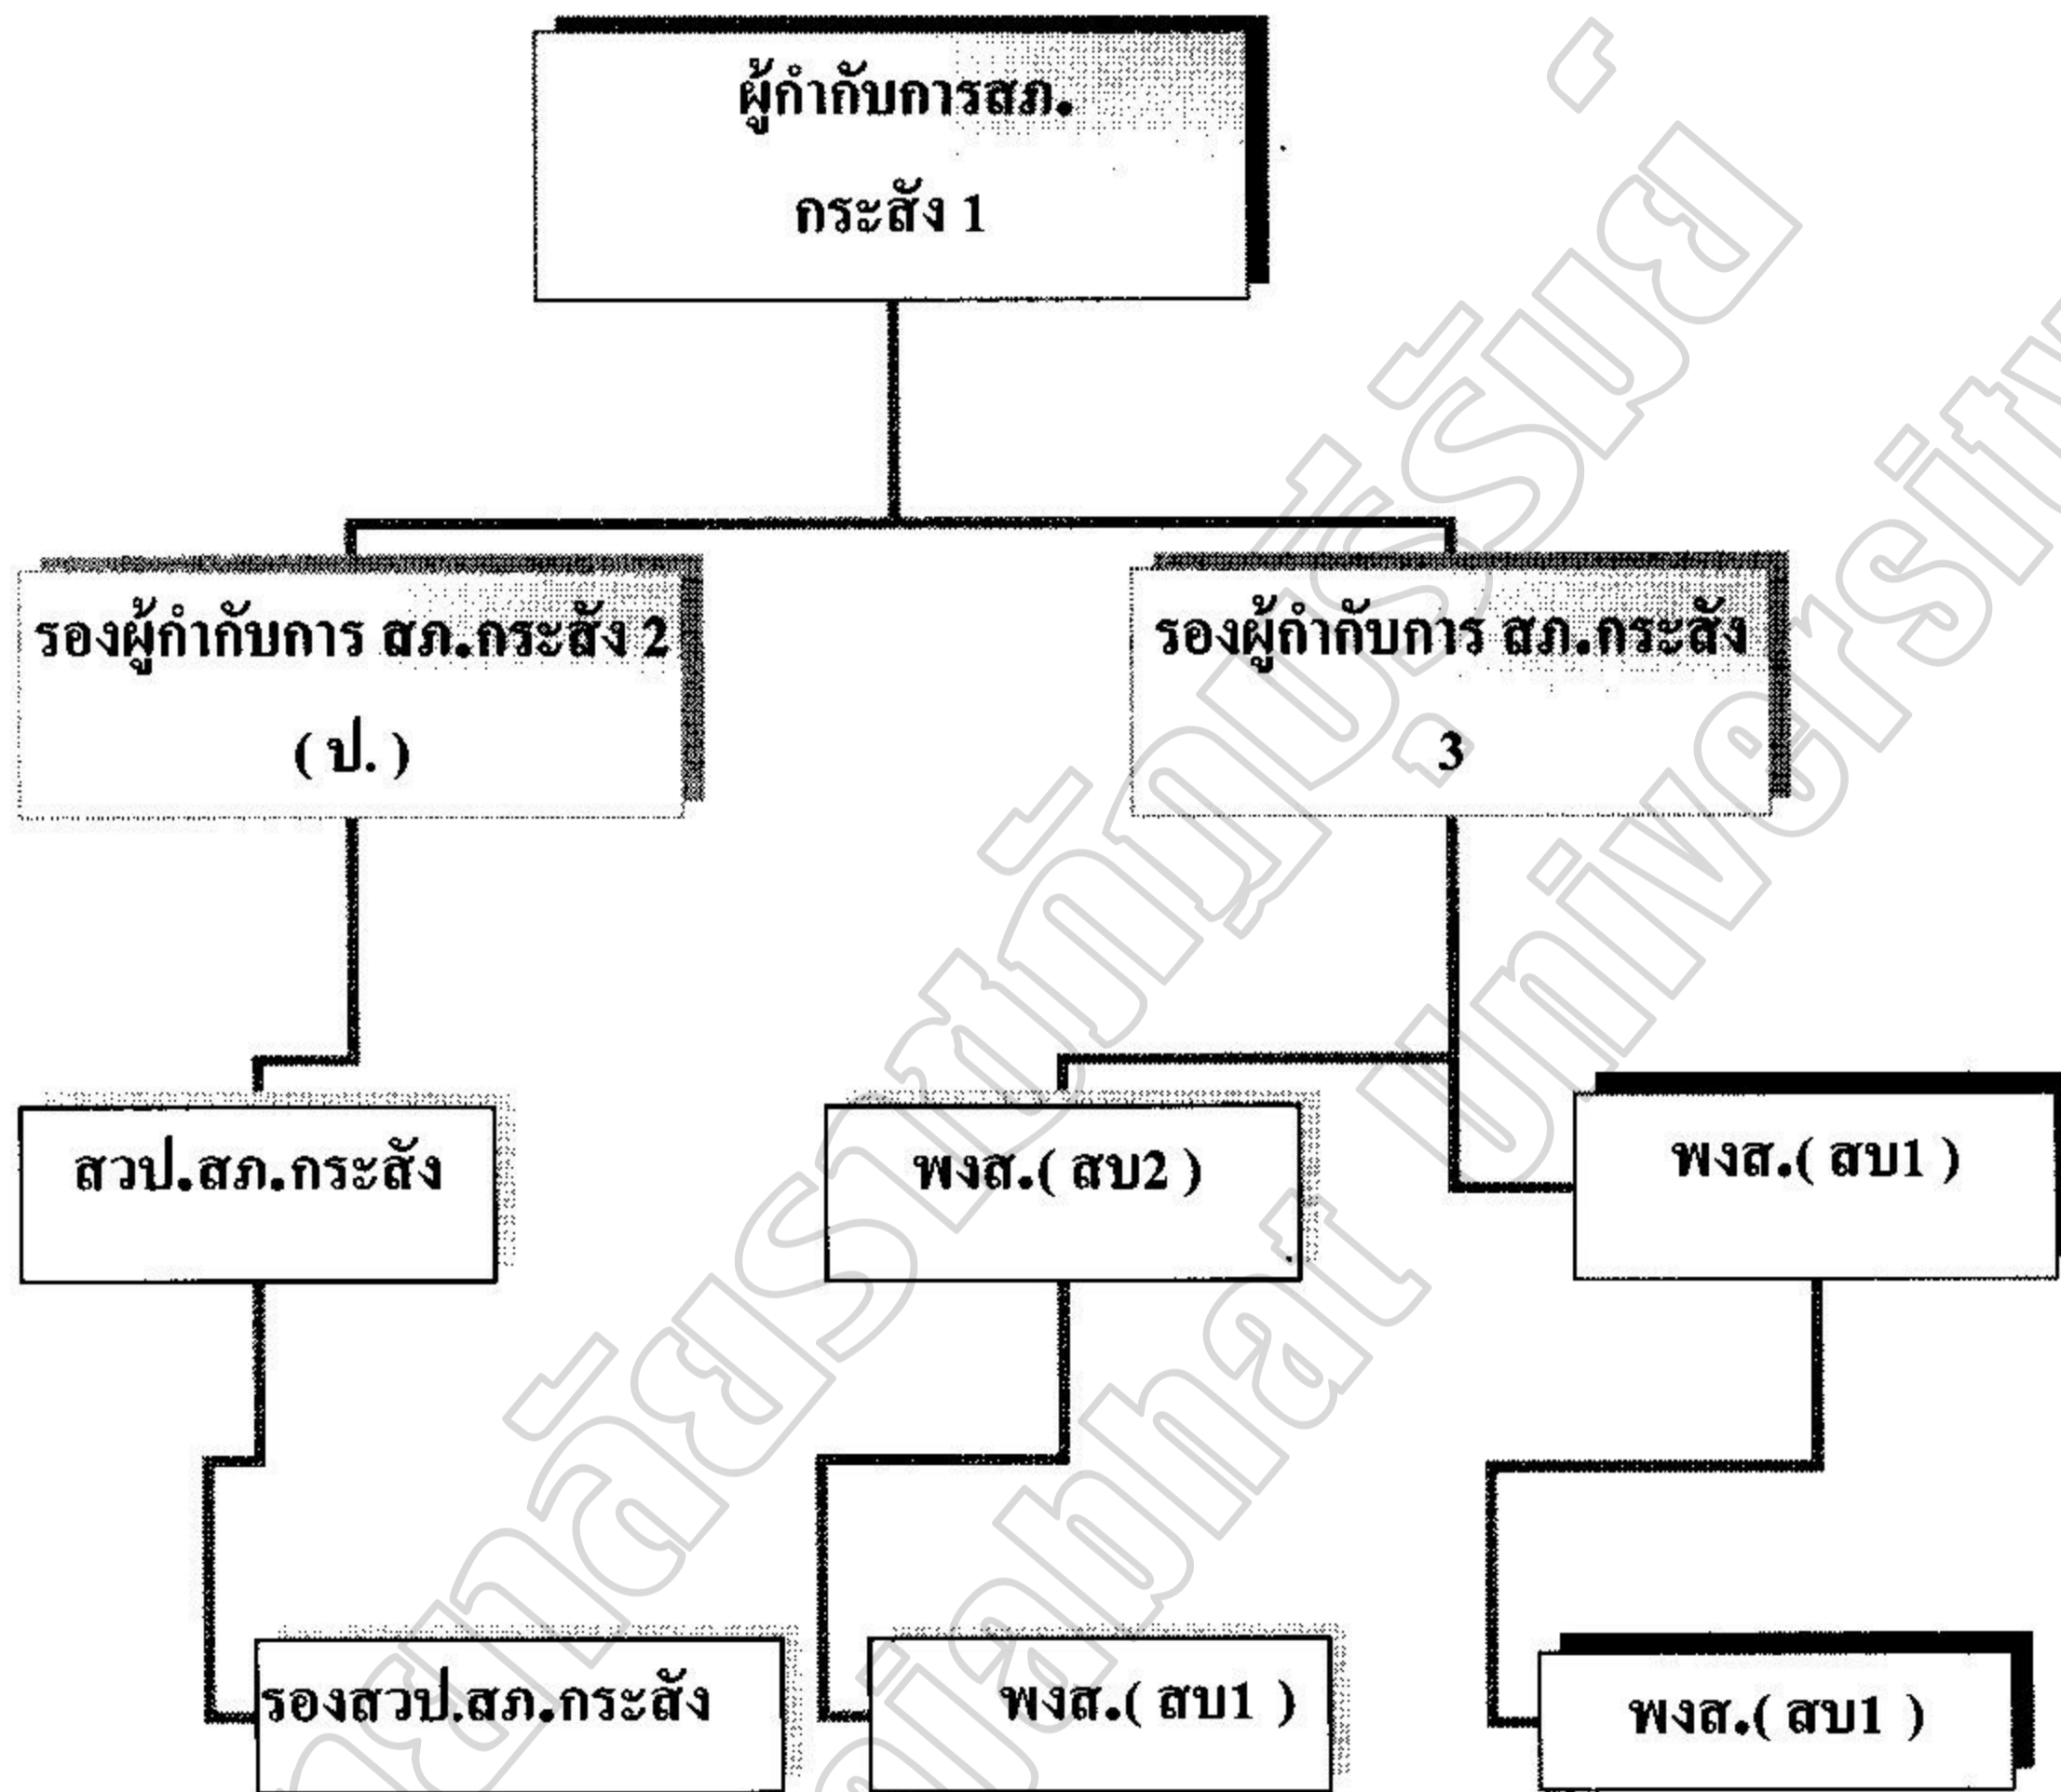 ผู้กำกับการสภ.
กระสัง 1
รองผู้กำกับการ สภ.กระสัง 2
( ป. )
รองผู้กำกับการ สภ.กระสัง
3
สวป.สภ.กระสัง
พงส.( สบ2 )
พงส.( สบ1 )
รองสวป.สภ.กระสัง
พงส.( สบ1 )
พงส.( สบ1 )
University